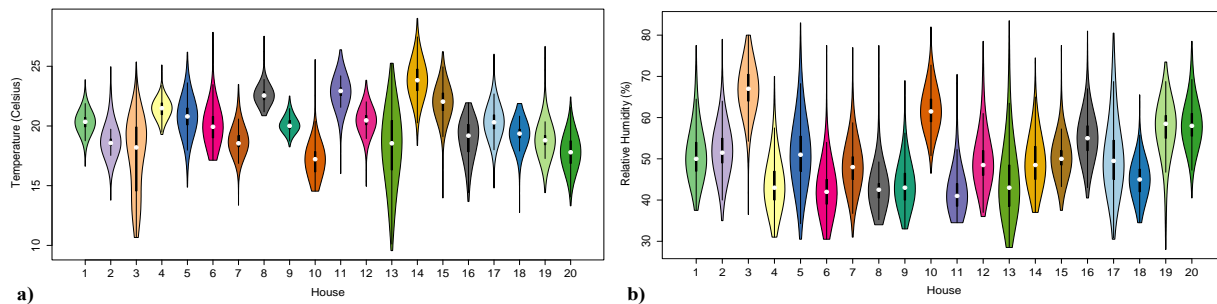 Temperature (Celsius)
25
20
15
10
1 2 3 4 5 6 7 8 9 10 11 12 13 14 15 16 17 18 19 20
House
a)
Relative Humidity (%)
80
70
60
50
40
30
1 2 3 4 5 6 7 8 9 10 11 12 13 14 15 16 17 18 19 20
House
b)